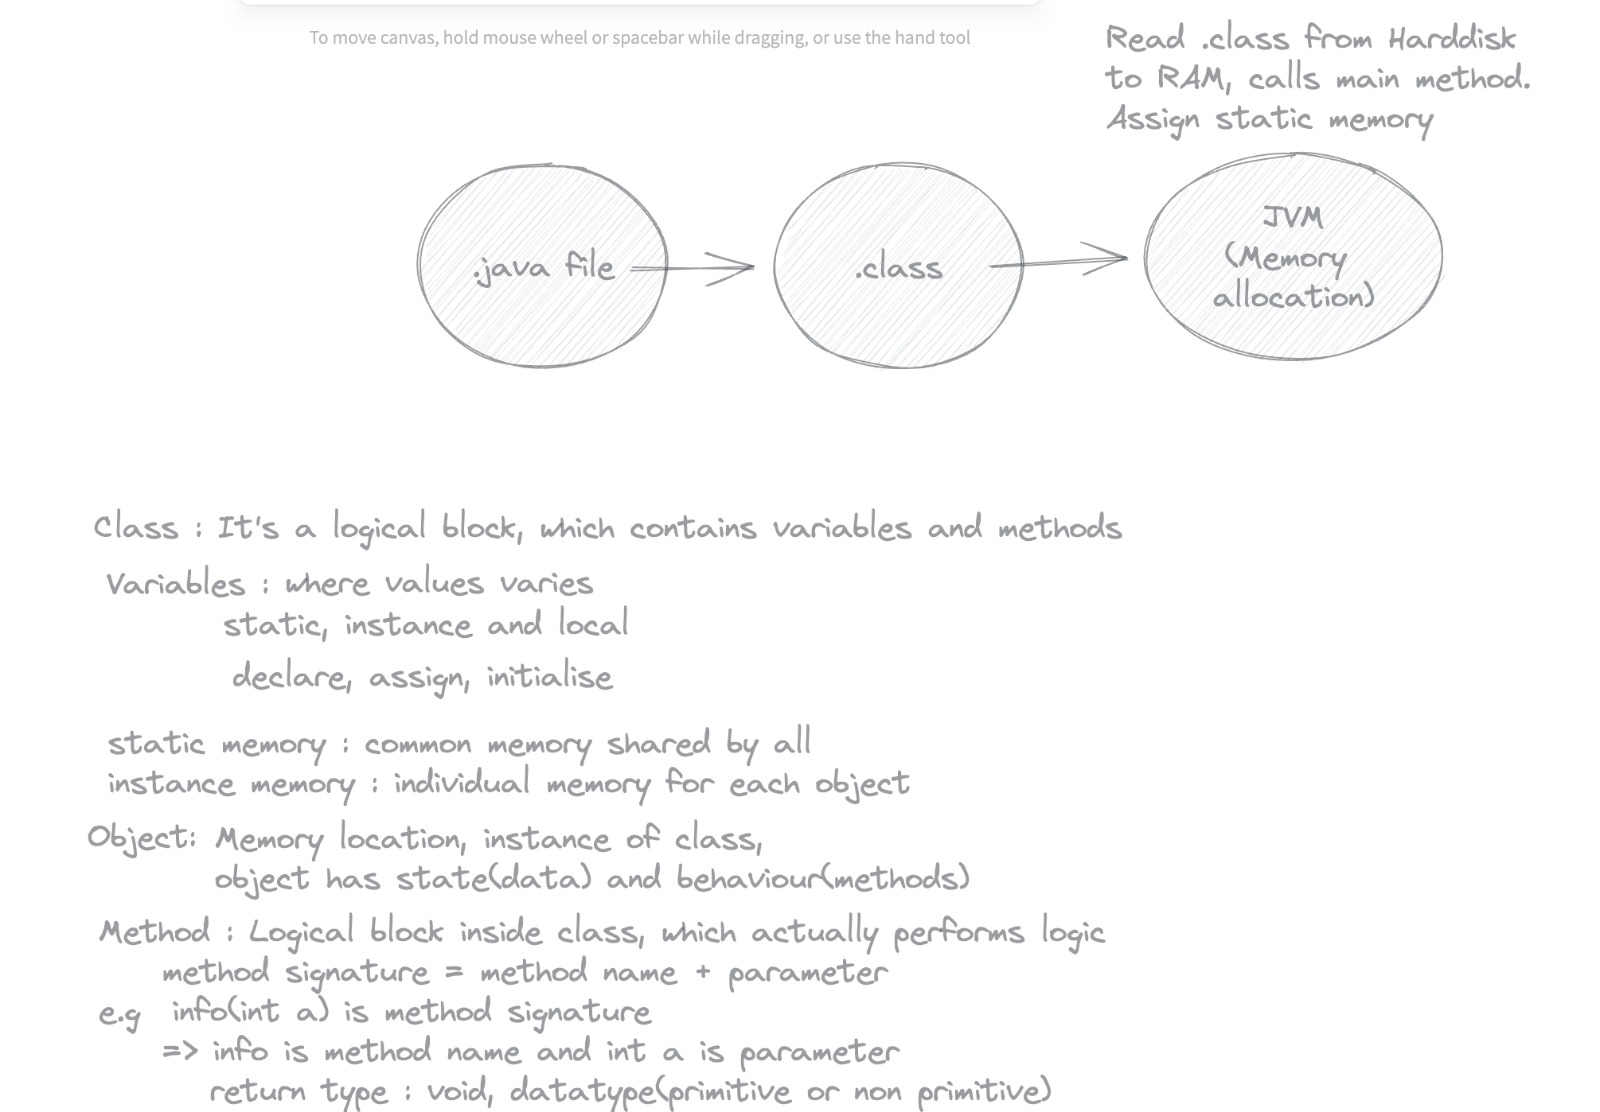 To move canvas, hold mouse wheel or spacebar while dragging, or use the hand tool
Read .class from Harddisk
to RAM, calls main method.
Assign static memory
.java file
.class
JVM
(Memory
allocation)
Class : It's a logical block, which contains variables and methods
Variables : where values varies
static, instance and local
declare, assign, initialise
static memory : common memory shared by all
instance memory : individual memory for each object
Object: Memory location, instance of class,
object has state(data) and behaviour(methods)
Method : Logical block inside class, which actually performs logic
method signature = method name + parameter
e.g info(int a) is method signature
=> info is method name and int a is parameter
return type : void, datatype(primitive or non primitive)